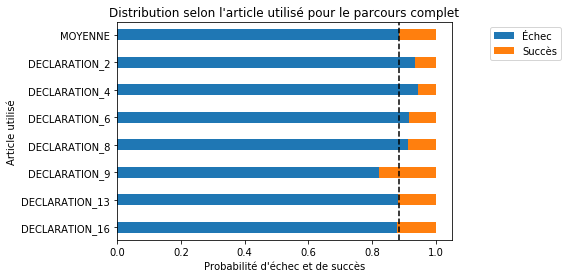 Distribution selon l'article utilisé pour le parcours complet
Échec
Succès
Article utilisé
MOYENNE
DECLARATION_2
DECLARATION_4
DECLARATION_6
DECLARATION_8
DECLARATION_9
DECLARATION_13
DECLARATION_16
0.0 0.2 0.4 0.6 0.8 1.0
Probabilité d'échec et de succès